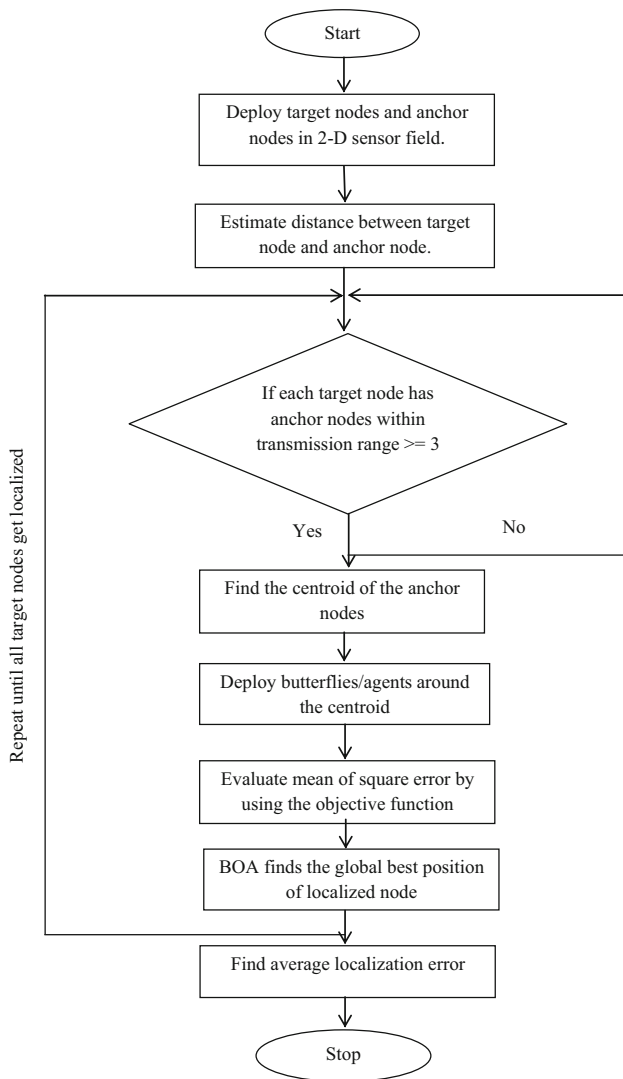 Start
Deploy target nodes and anchor
nodes in 2-D sensor field.
Estimate distance between target
node and anchor node.
If each target node has
anchor nodes within
transmission range >= 3
Yes
No
Find the centroid of the anchor
nodes
Deploy butterflies/agents around
the centroid
Evaluate mean of square error by
using the objective function
BOA finds the global best position
of localized node
Repeat until all target nodes get localized
Find average localization error
Stop